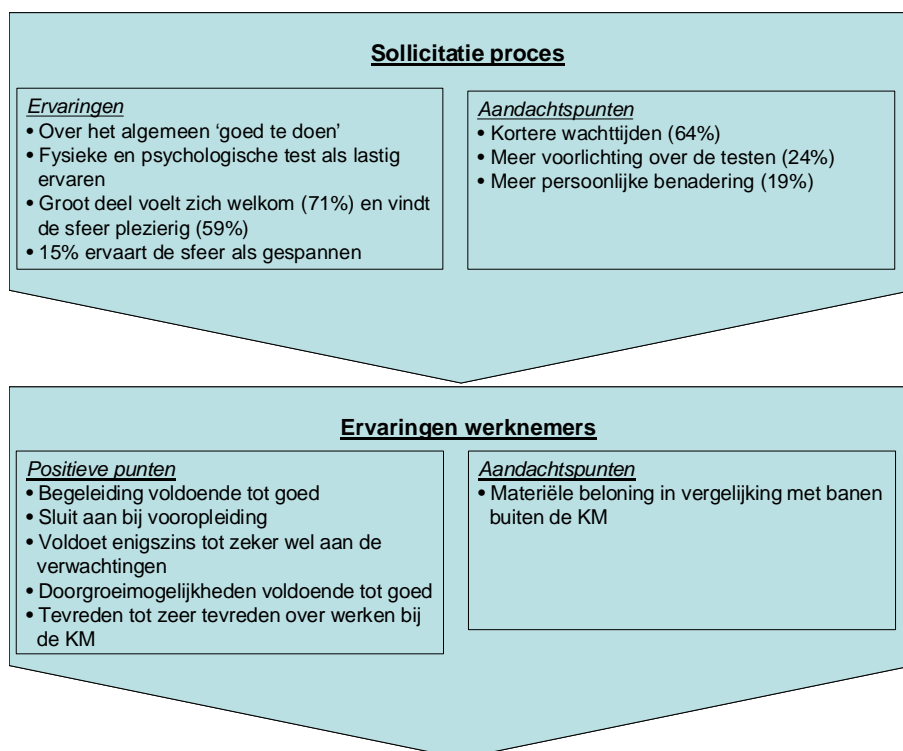 Sollicitatie proces
Ervaringen
• Over het algemeen ‘goed te doen’
• Fysieke en psychologische test als lastig
ervaren
• Groot deel voelt zich welkom (71%) en vindt
de sfeer plezierig (59%)
• 15% ervaart de sfeer als gespannen
Aandachtspunten
• Kortere wachttijden (64%)
• Meer voorlichting over de testen (24%)
• Meer persoonlijke benadering (19%)
Ervaringen werknemers
Positieve punten
• Begeleiding voldoende tot goed
• Sluit aan bij vooropleiding
• Voldoet enigszins tot zeker wel aan de
verwachtingen
• Doorgroeimogelijkheden voldoende tot goed
• Tevreden tot zeer tevreden over werken bij
de KM
Aandachtspunten
• Materiële beloning in vergelijking met banen
buiten de KM